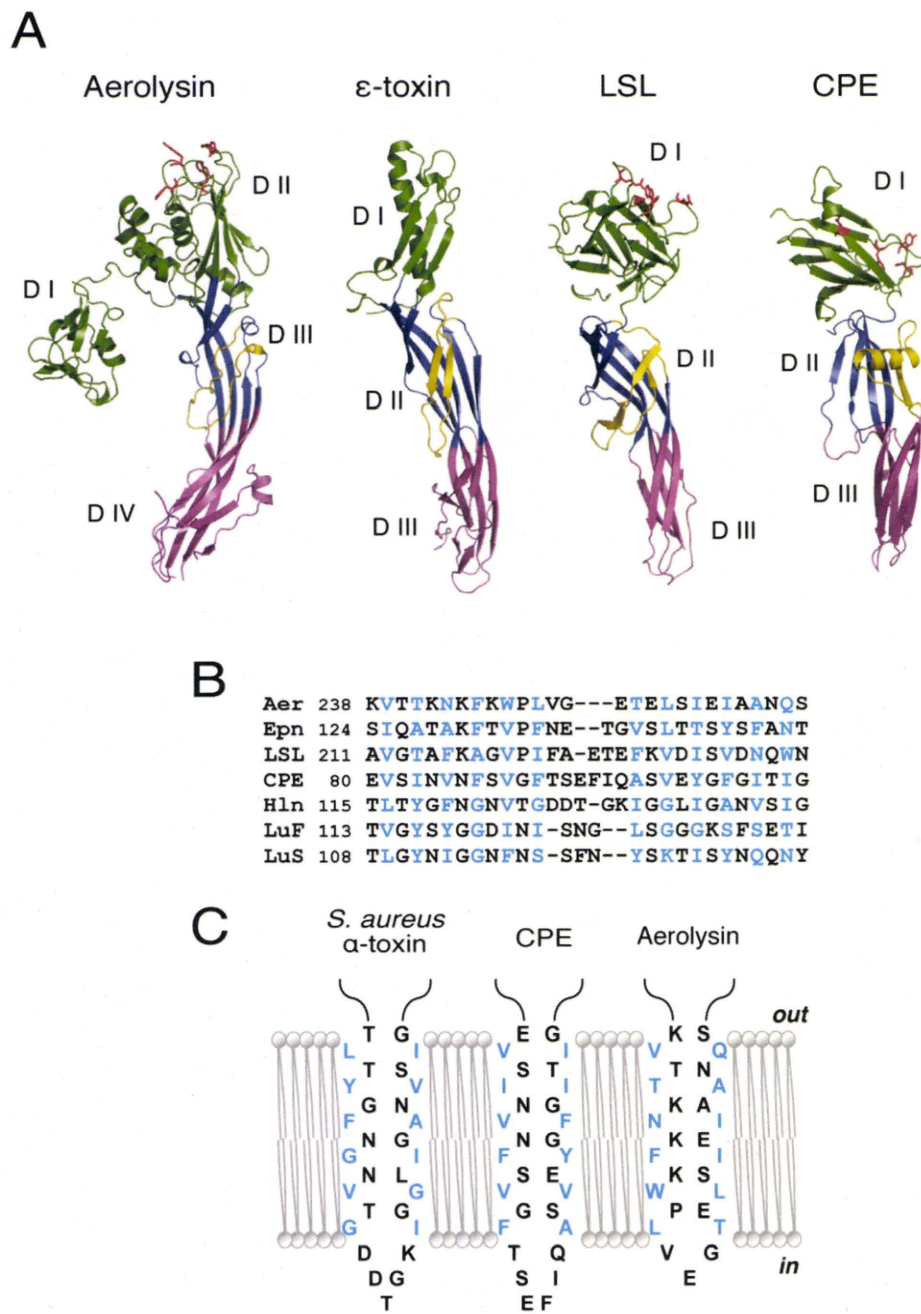 A
Aerolysin ε-toxin LSL CPE
D I
D II
D III
D IV
D I
D II
D III
D I
D II
D III
D I
D II
D III
B
Aer 238 KVTTKNKFKWPLVG---ETELSIEIAANQS
Epn 124 SIQATAKFTVPFNE---TGVSLTTSYSFANT
LSL 211 AVGTAFKAGVPIFA-ETEFKVDISVDNQWN
CPE 80 EVSINVNFSVGFTSEFIQASVEYGFGITIG
Hln 115 TLTYGFNGNVTGDDT-GKIGGLIGANVSIG
LuF 113 TVGYSYGGDINI-SNG--LSGGGKSFSETI
LuS 108 TLGYNIGGNFNS-SFN--YSKTISYNQQNY
C
S. aureus
α-toxin
CPE
Aerolysin
out
T G E G K S
L I V I V Q
T S S T T N
Y V I I T A
G N N G K A
F A V F N I
N G N G K E
G I F Y F I
N L S E K S
V G V V W L
T G G S P E
G I F A L T
D K T Q V G
in
D G S I E
T E F